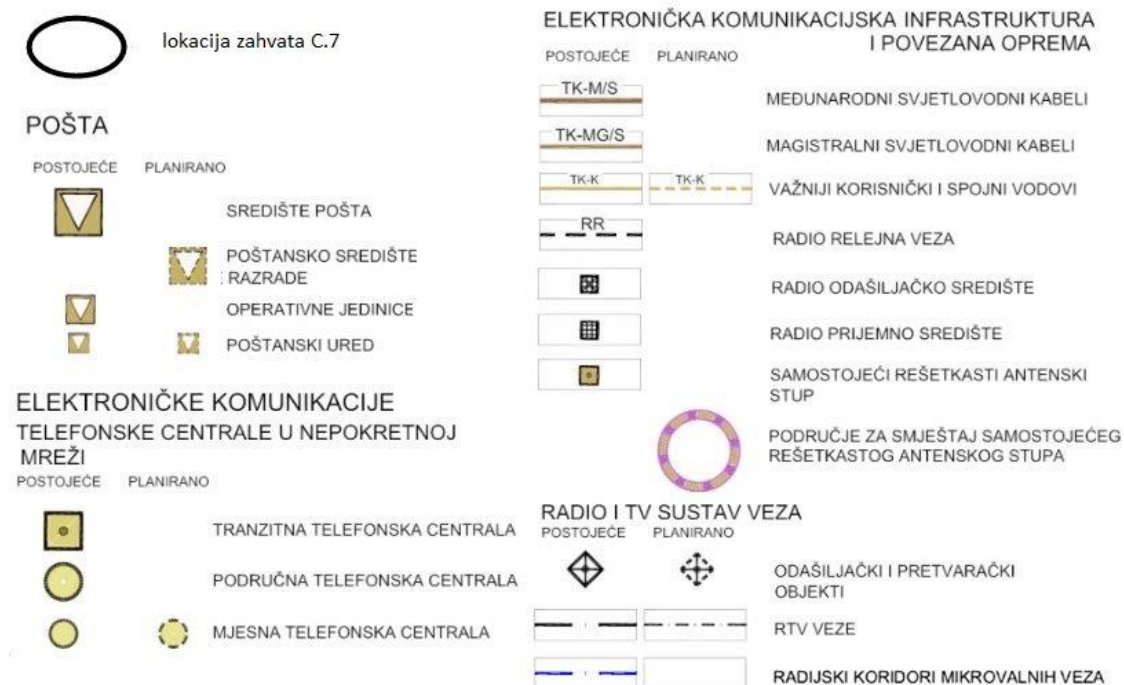 lokacija zahvata C.7
POŠTA
POSTOJEĆE PLANIRANO
SREDIŠTE POŠTA
POŠTANSKO SREDIŠTE
RAZRADE
OPERATIVNE JEDINICE
POŠTANSKI URED
ELEKTRONIČKE KOMUNIKACIJE
TELEFONSKE CENTRALE U NEPOKRETNOJ
MREŽI
POSTOJEĆE PLANIRANO
TRANZITNA TELEFONSKA CENTRALA
PODRUČNA TELEFONSKA CENTRALA
MJESNA TELEFONSKA CENTRALA
ELEKTRONIČKA KOMUNIKACIJSKA INFRASTRUKTURA
I POVEZANA OPREMA
POSTOJEĆE PLANIRANO
TK-M/S
MEĐUNARODNI SVJETLOVODNI KABELI
TK-MG/S
MAGISTRALNI SVJETLOVODNI KABELI
TK-K TK-K
VAŽNIJI KORISNIČKI I SPOJNI VODOVI
RR
RADIO RELEJNA VEZA
RADIO ODAŠILJAČKO SREDIŠTE
RADIO PRIJEMNO SREDIŠTE
SAMOSTOJEĆI REŠETKASTI ANTENSKI
STUP
PODRUČJE ZA SMJEŠTAJ SAMOSTOJEĆEG
REŠETKASTOG ANTENSKOG STUPA
RADIO I TV SUSTAV VEZA
POSTOJEĆE PLANIRANO
ODAŠILJAČKI I PRETVARAČKI
OBJEKTI
RTV VEZE
RADIJSKI KORIDORI MIKROVALNIH VEZA